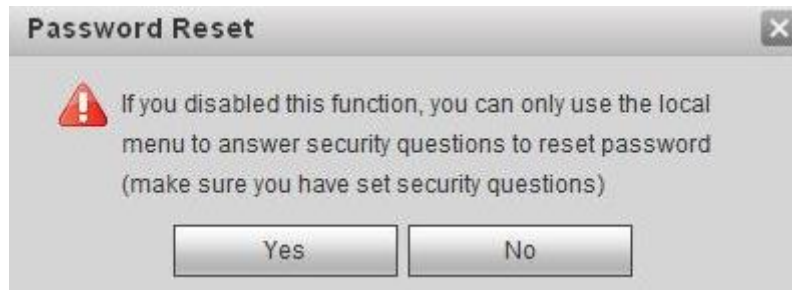 Password Reset
If you disabled this function, you can only use the local
menu to answer security questions to reset password
(make sure you have set security questions)
Yes
No